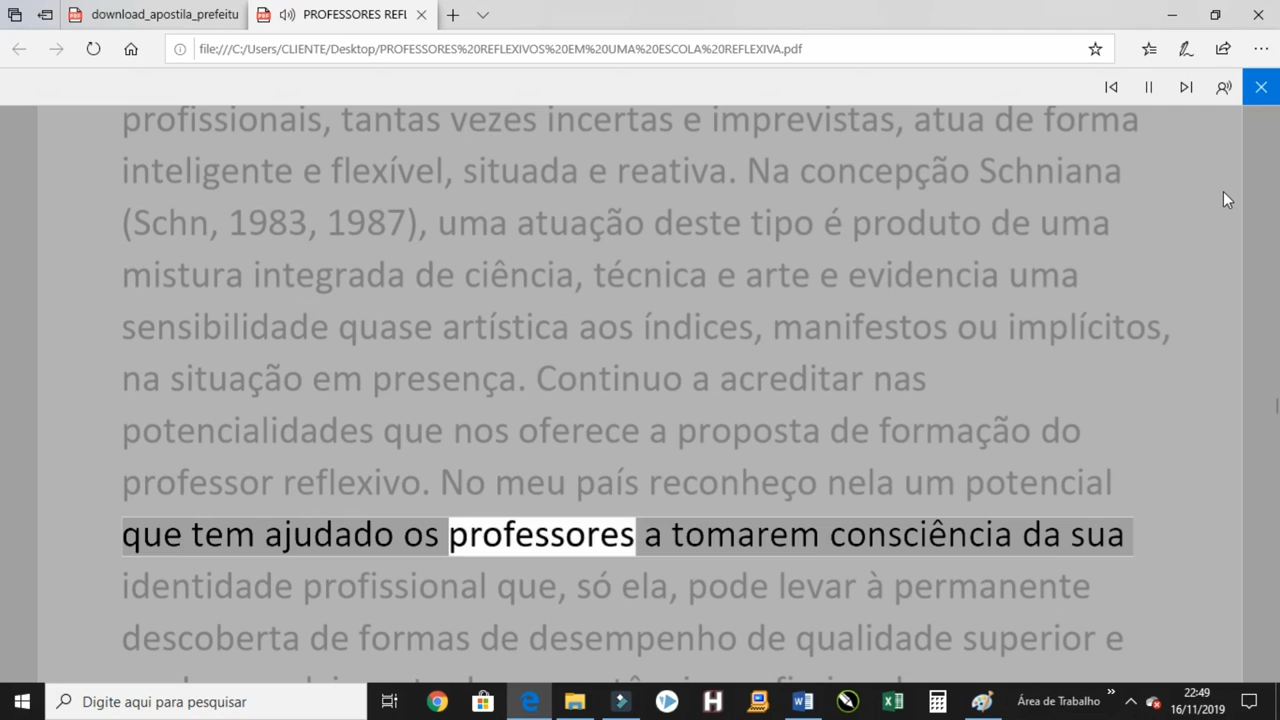 download_apostila_prefeitu
PROFESSORES REFL
file:///C:/Users/CLIENTE/Desktop/PROFESSORES%20REFLEXIVOS%20EM%20UMA%20ESCOLA%20REFLEXIVA.pdf
profissionais, tantas vezes incertas e imprevistas, atua de forma
inteligente e flexível, situada e reativa. Na concepção Schniana
(Schn, 1983, 1987), uma atuação deste tipo é produto de uma
mistura integrada de ciência, técnica e arte e evidencia uma
sensibilidade quase artística aos índices, manifestos ou implícitos,
na situação em presença. Continuo a acreditar nas
potencialidades que nos oferece a proposta de formação do
professor reflexivo. No meu país reconheço nela um potencial
que tem ajudado os professores a tomarem consciência da sua
identidade profissional que, só ela, pode levar à permanente
descoberta de formas de desempenho de qualidade superior e
Digite aqui para pesquisar
Área de Trabalho
22:49
16/11/2019